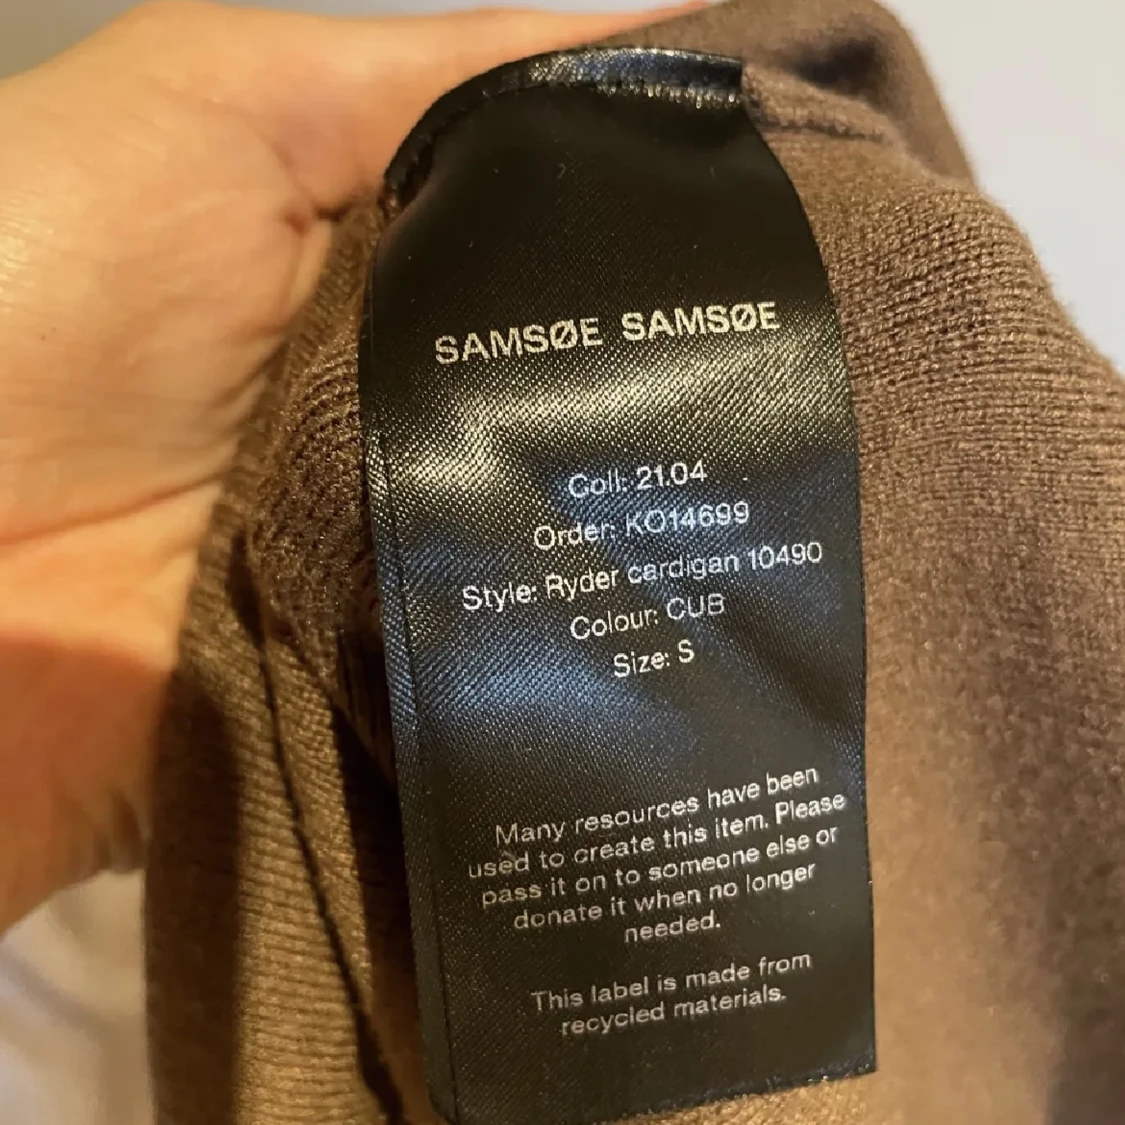 SAMSØE SAMSØE
Coll: 21.04
Order: KO14699
Style: Ryder cardigan 10490
Colour: CUB
Size: S
Many resources have been
used to create this item. Please
pass it on to someone else or
donate it when no longer
needed.
This label is made from
recycled materials.